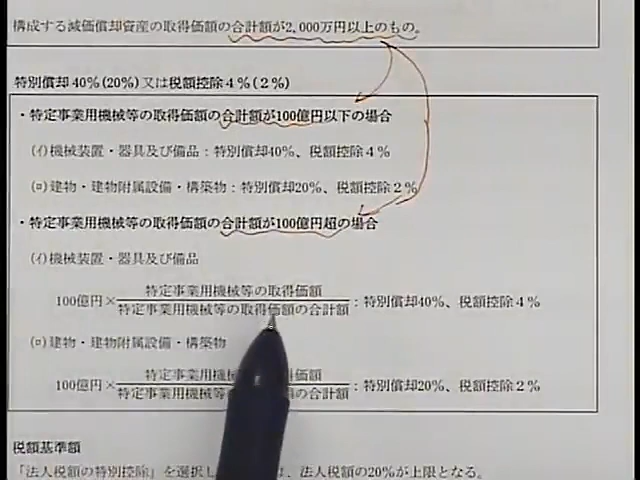 構成する減価償却資産の取得価額の合計額が2,000万円以上のもの。
特別償却40%(20%)又は税額控除4%(2%)
・特定事業用機械等の取得価額の合計額が100億円以下の場合
(イ)機械装置・器具及び備品：特別償却40%、税額控除4%
(ロ)建物・建物附属設備・構築物：特別償却20%、税額控除2%
・特定事業用機械等の取得価額の合計額が100億円超の場合
(イ)機械装置・器具及び備品
特定事業用機械等の取得価額
100億円×――：特別償却40%、税額控除4%
特定事業用機械等の取得価額の合計額
(ロ)建物・建物附属設備・構築物
特定事業用機械 価額
100億円×――：特別償却20%、税額控除2%
特定事業用機械等 の合計額
税額基準額
「法人税額の特別控除」を選択し 、法人税額の20%が上限となる。